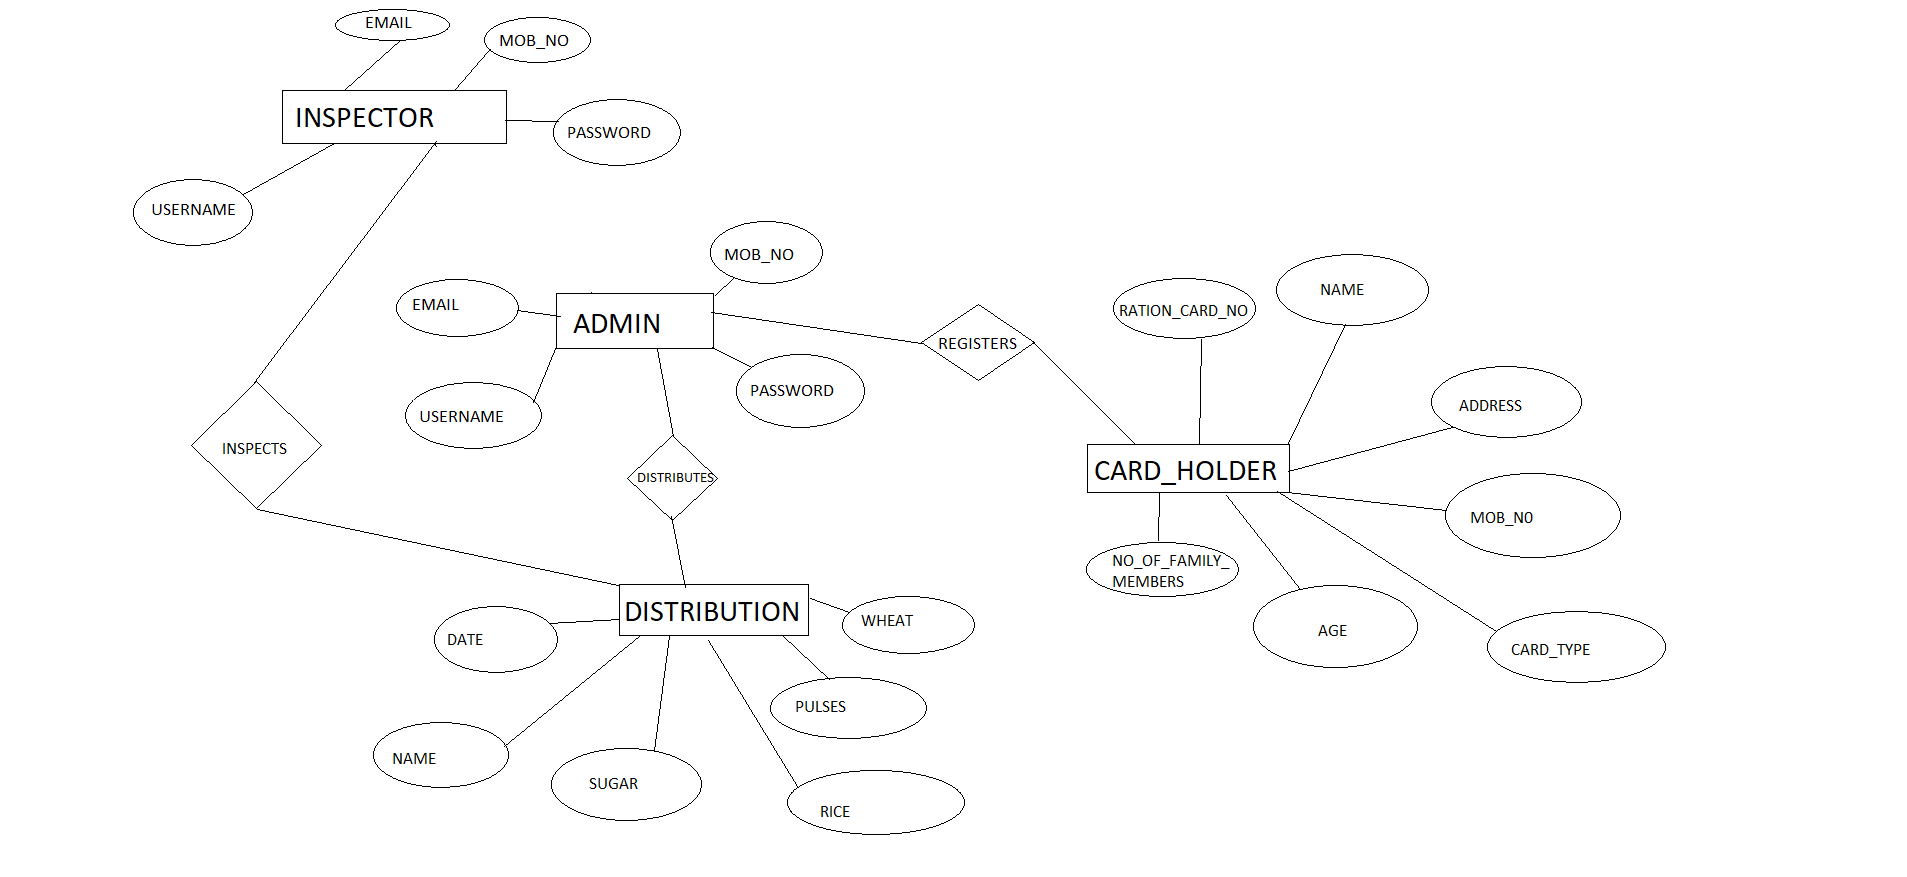 EMAIL
MOB_NO
INSPECTOR
PASSWORD
USERNAME
MOB_NO
EMAIL
ADMIN
PASSWORD
USERNAME
REGISTERS
RATION_CARD_NO
NAME
ADDRESS
CARD_HOLDER
MOB_N0
NO_OF_FAMILY_
MEMBERS
AGE
CARD_TYPE
INSPECTS
DISTRIBUTES
DISTRIBUTION
WHEAT
DATE
PULSES
NAME
SUGAR
RICE